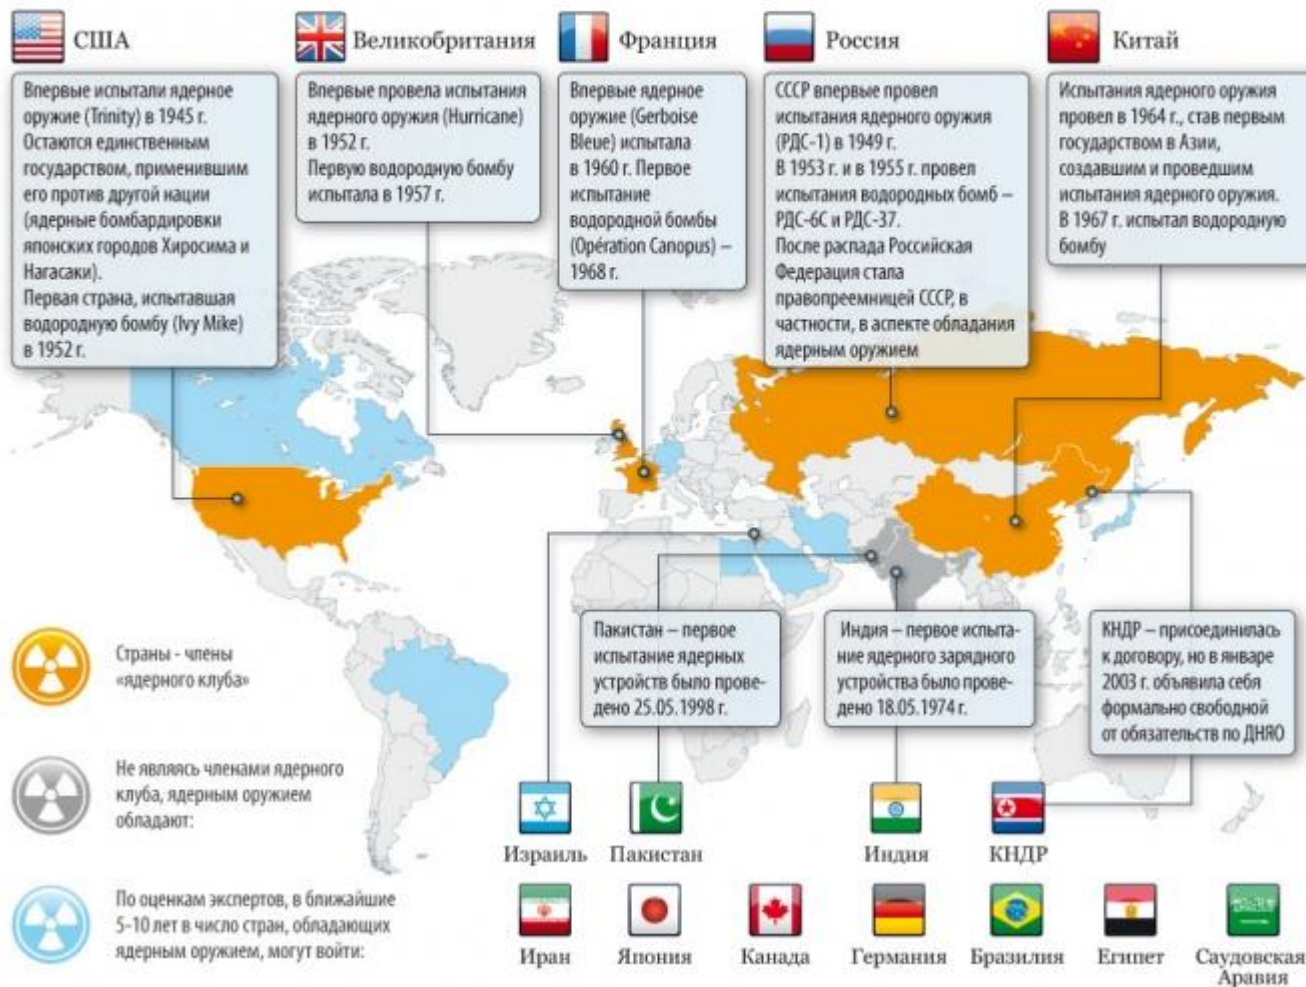 США
Впервые испытали ядерное
оружие (Trinity) в 1945 г.
Остаются единственным
государством, применившим
его против другой нации
(ядерные бомбардировки
японских городов Хиросима и
Нагасаки).
Первая страна, испытавшая
водородную бомбу (Ivy Mike)
в 1952 г.
Великобритания
Впервые провела испытания
ядерного оружия (Hurricane)
в 1952 г.
Первую водородную бомбу
испытала в 1957 г.
Франция
Впервые ядерное
оружие (Gerboise
Bleue) испытала
в 1960 г. Первое
испытание
водородной бомбы
(Opération Canopus) –
1968 г.
Россия
СССР впервые провел
испытания ядерного оружия
(РДС-1) в 1949 г.
В 1953 г. и в 1955 г. провел
испытания водородных бомб –
РДС-6С и РДС-37.
После распада Российская
Федерация стала
правопреемницей СССР, в
частности, в аспекте обладания
ядерным оружием
Китай
Испытания ядерного оружия
провел в 1964 г., став первым
государством в Азии,
создавшим и проведшим
испытания ядерного оружия.
В 1967 г. испытал водородную
бомбу
Пакистан – первое
испытание ядерных
устройств было прове-
дено 25.05.1998 г.
Индия – первое испыта-
ние ядерного зарядного
устройства было прове-
дено 18.05.1974 г.
КНДР – присоединилась
к договору, но в январе
2003 г. объявила себя
формально свободной
от обязательств по ДНЯО
Страны - члены
«ядерного клуба»
Не являясь членами ядерного
клуба, ядерным оружием
обладают:
Израиль
Пакистан
Индия
КНДР
По оценкам экспертов, в ближайшие
5-10 лет в число стран, обладающих
ядерным оружием, могут войти:
Иран
Япония
Канада
Германия
Бразилия
Египет
Саудовская
Аравия